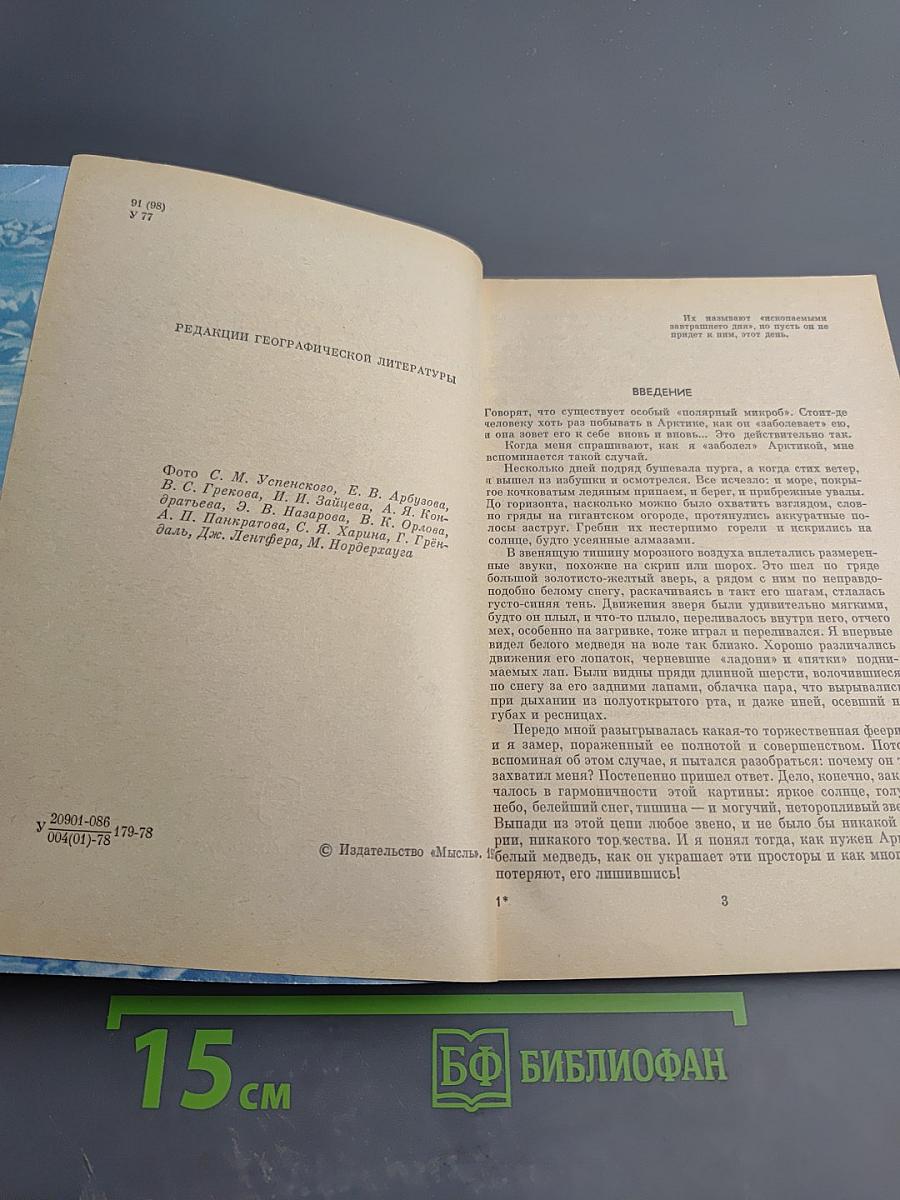 91 (98)
У 77
РЕДАКЦИИ ГЕОГРАФИЧЕСКОЙ ЛИТЕРАТУРЫ
Фото С. М. Успенского, Е. В. Арбузова,
В. С. Грекова, И. И. Зайцева, А. Я. Кон-
дратьева, Э. В. Назарова, В. К. Орлова,
А. П. Панкратова, С. Я. Харина, Г. Грён-
даль, Дж. Лентфера, М. Нордерхауга
У 20901-086
004(01)-78 179-78
© Издательство «Мысль». 1
Их называют «ископаемыми
завтрашнего дня», но пусть он не
придет к ним, этот день.
ВВЕДЕНИЕ
Говорят, что существует особый «полярный микроб». Стоит-де
человеку хоть раз побывать в Арктике, как он «заболевает» ею,
и она зовет его к себе вновь и вновь... Это действительно так.
Когда меня спрашивают, как я «заболел» Арктикой, мне
вспоминается такой случай.
Несколько дней подряд бушевала пурга, а когда стих ветер,
я вышел из избушки и осмотрелся. Все исчезло: и море, покры-
тое кочковатым ледяным припаем, и берег, и прибрежные увалы.
До горизонта, насколько можно было охватить взглядом, слов-
но гряды на гигантском огороде, протянулись аккуратные по-
лосы заструг. Гребни их нестерпимо горели и искрились на
солнце, будто усеянные алмазами.
В звенящую тишину морозного воздуха вплетались размерен-
ные звуки, похожие на скрип или шорох. Это шел по гряде
большой золотисто-желтый зверь, а рядом с ним по неправдо-
подобно белому снегу, раскачиваясь в такт его шагам, стлалась
густо-синяя тень. Движения зверя были удивительно мягкими,
будто он плыл, и что-то плыло, переливалось внутри него, отчего
мех, особенно на загривке, тоже играл и переливался. Я впервые
видел белого медведя на воле так близко. Хорошо различались
движения его лопаток, черневшие «ладони» и «пятки» подни-
маемых лап. Были видны пряди длинной шерсти, волочившиеся
по снегу за его задними лапами, облачка пара, что вырывались
при дыхании из полуоткрытого рта, и даже иней, осевший н
губах и ресницах.
Передо мной разыгрывалась какая-то торжественная феери
и я замер, пораженный ее полнотой и совершенством. Пото
вспоминая об этом случае, я пытался разобраться: почему он т
захватил меня? Постепенно пришел ответ. Дело, конечно, зак
чалось в гармоничности этой картины: яркое солнце, голу
небо, белейший снег, тишина — и могучий, неторопливый зве
Выпади из этой цепи любое звено, и не было бы никакой
рии, никакого торжества. И я понял тогда, как нужен Ар
белый медведь, как он украшает эти просторы и как мног
потеряют, его лишившись!
1*
3
15 см
БФ БИБЛИОФАН